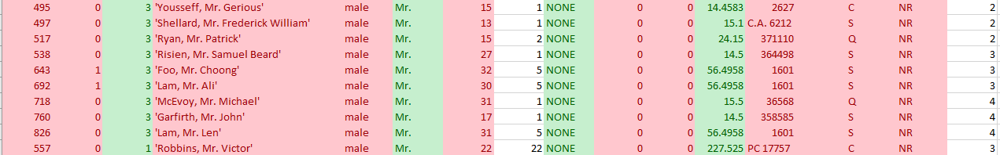 495 0 3 'Yousseff, Mr. Gerious' male Mr. 15 1 NONE 0 0 14.4583 2627 C NR 2
497 0 3 'Shellard, Mr. Frederick William' male Mr. 13 1 NONE 0 0 15.1 C.A. 6212 S NR 2
517 0 3 'Ryan, Mr. Patrick' male Mr. 15 2 NONE 0 0 24.15 371110 Q NR 2
538 0 3 'Risien, Mr. Samuel Beard' male Mr. 27 1 NONE 0 0 14.5 364498 S NR 3
643 1 3 'Foo, Mr. Choong' male Mr. 32 5 NONE 0 0 56.4958 1601 S NR 3
692 1 3 'Lam, Mr. Ali' male Mr. 30 5 NONE 0 0 56.4958 1601 S NR 3
718 0 3 'McEvoy, Mr. Michael' male Mr. 31 1 NONE 0 0 15.5 36568 Q NR 4
760 0 3 'Garfirth, Mr. John' male Mr. 17 1 NONE 0 0 14.5 358585 S NR 4
826 0 3 'Lam, Mr. Len' male Mr. 31 5 NONE 0 0 56.4958 1601 S NR 4
557 0 1 'Robbins, Mr. Victor' male Mr. 22 22 NONE 0 0 227.525 PC 17757 C NR 3